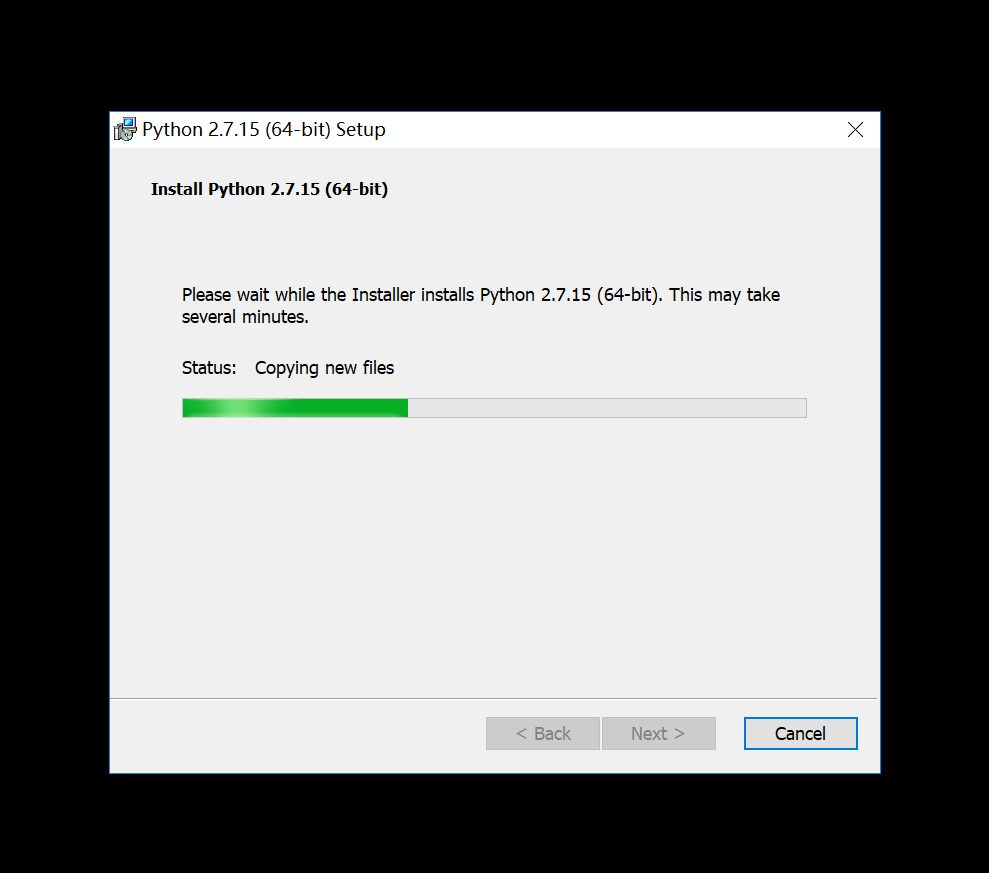 Python 2.7.15 (64-bit) Setup
Install Python 2.7.15 (64-bit)
Please wait while the Installer installs Python 2.7.15 (64-bit). This may take
several minutes.
Status: Copying new files
< Back Next > Cancel